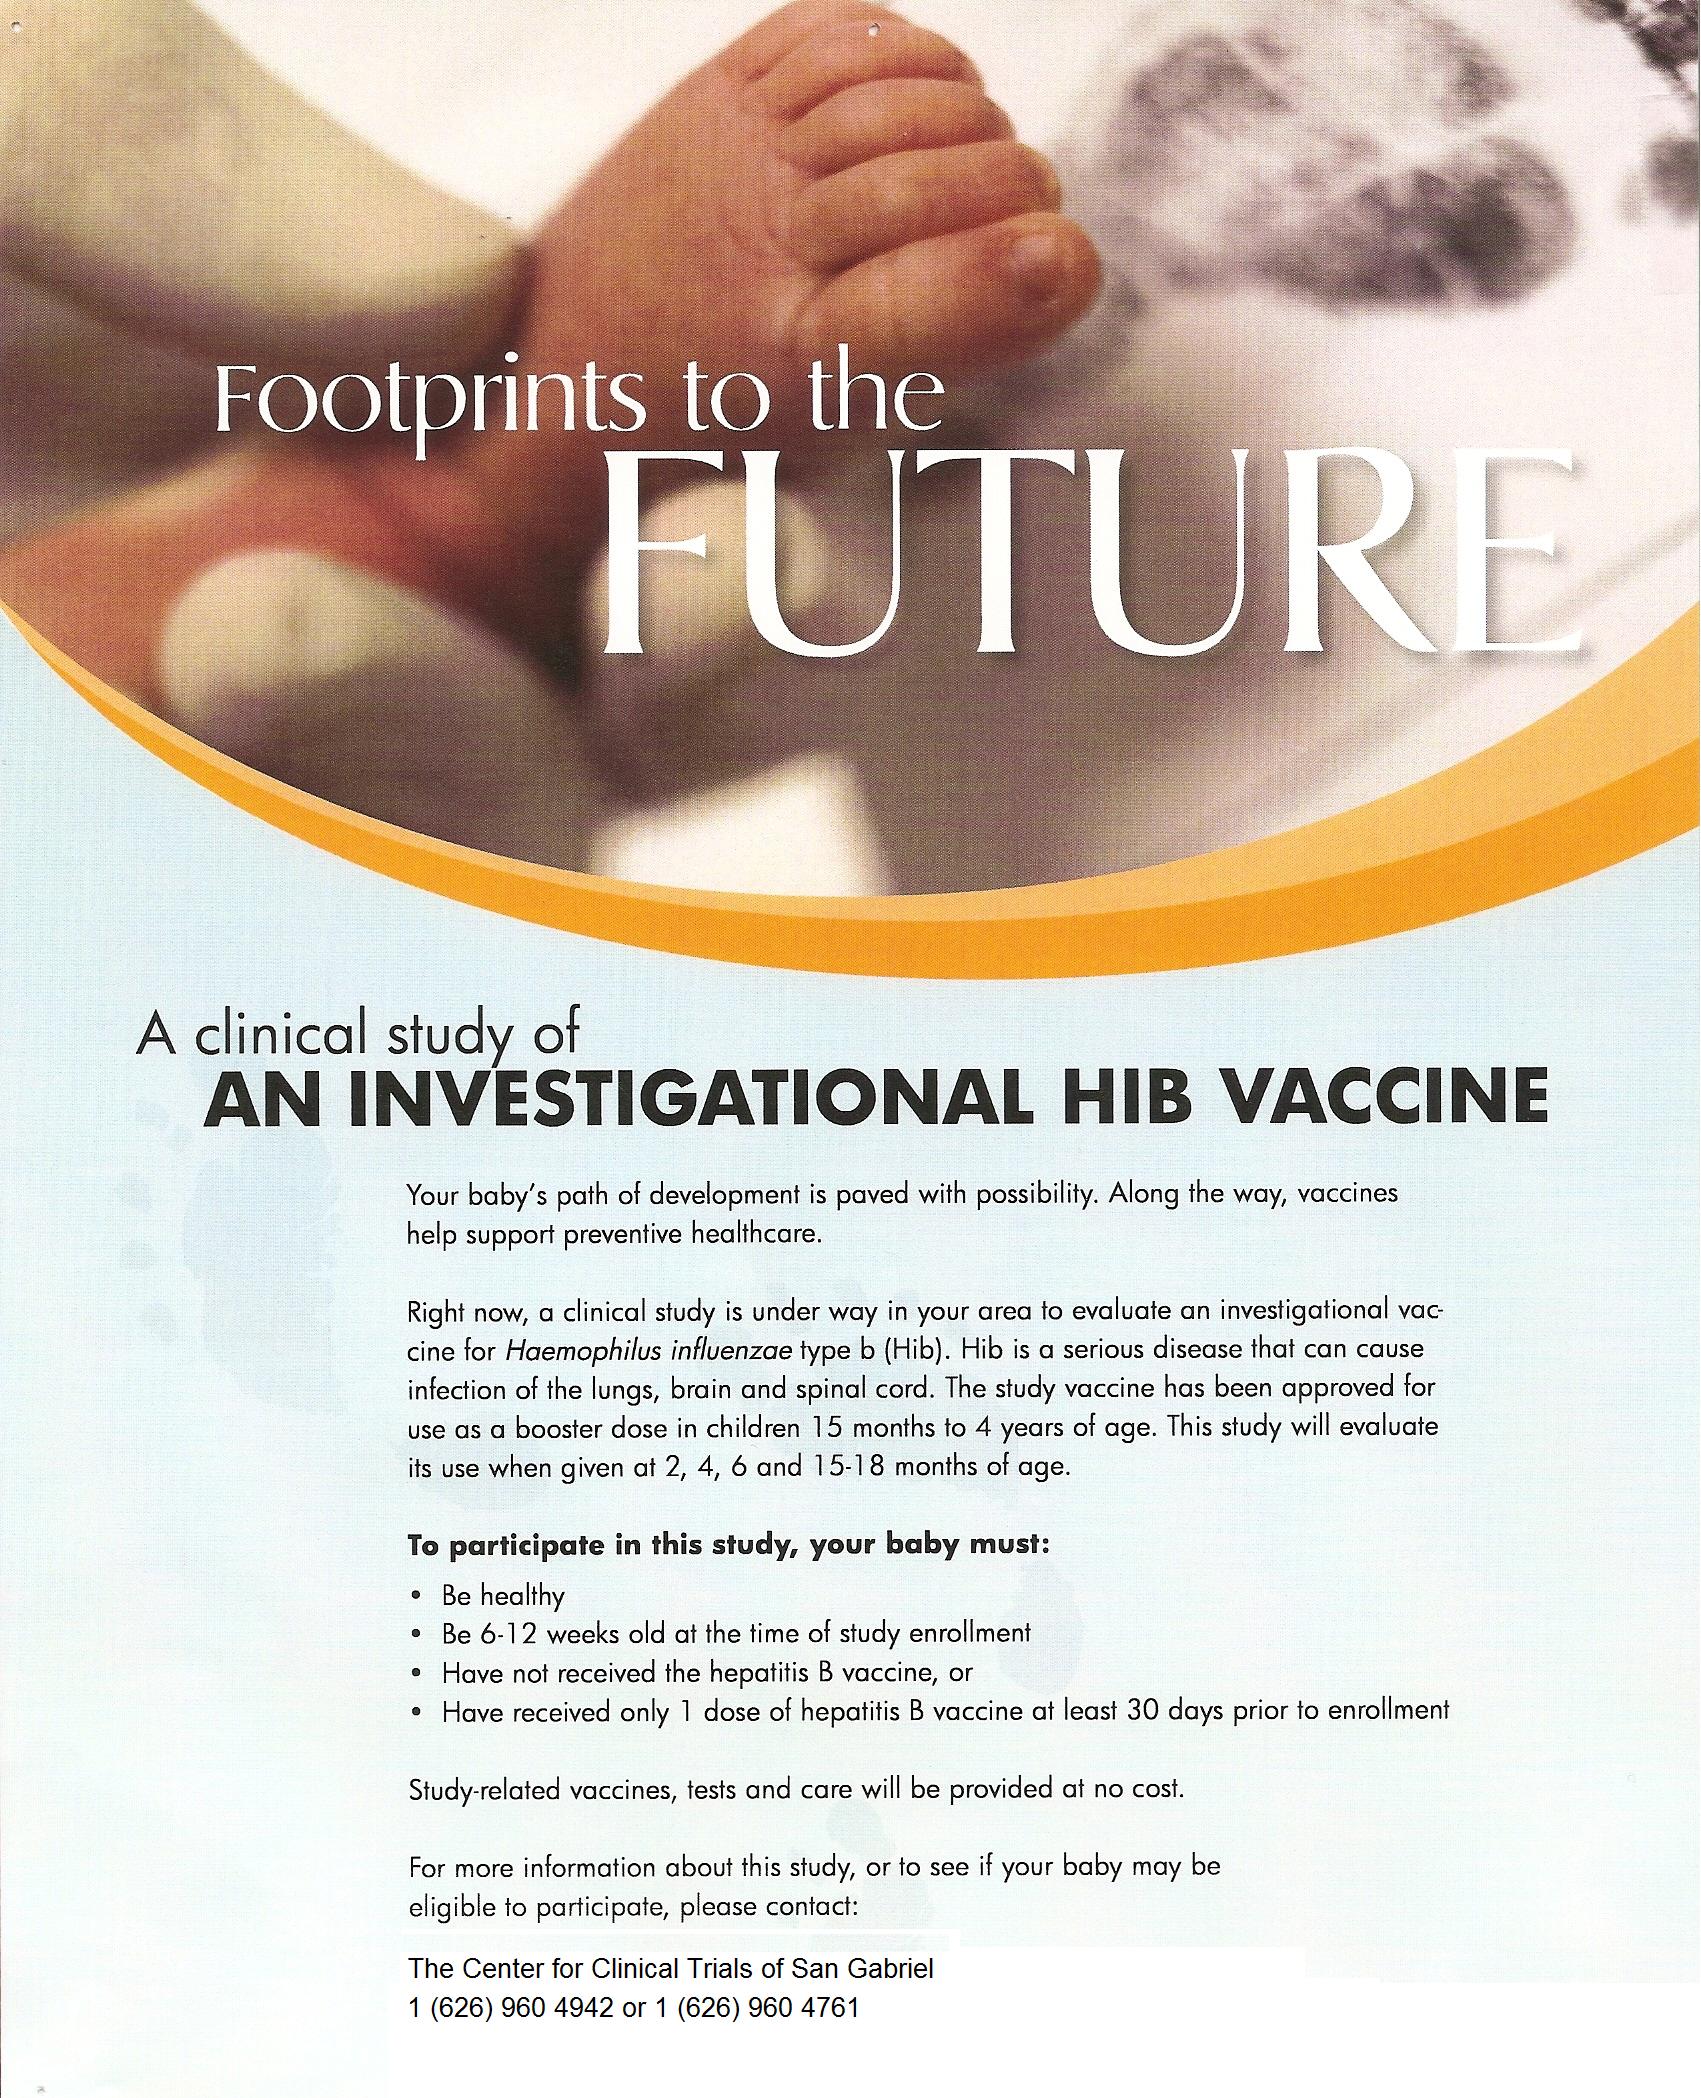 Footprints to the
FUTURE
A clinical study of
AN INVESTIGATIONAL HIB VACCINE
Your baby's path of development is paved with possibility. Along the way, vaccines
help support preventive healthcare.
Right now, a clinical study is under way in your area to evaluate an investigational vac-
cine for Haemophilus influenzae type b (Hib). Hib is a serious disease that can cause
infection of the lungs, brain and spinal cord. The study vaccine has been approved for
use as a booster dose in children 15 months to 4 years of age. This study will evaluate
its use when given at 2, 4, 6 and 15-18 months of age.
To participate in this study, your baby must:
• Be healthy
• Be 6-12 weeks old at the time of study enrollment
• Have not received the hepatitis B vaccine, or
• Have received only 1 dose of hepatitis B vaccine at least 30 days prior to enrollment
Study-related vaccines, tests and care will be provided at no cost.
For more information about this study, or to see if your baby may be
eligible to participate, please contact:
The Center for Clinical Trials of San Gabriel
1 (626) 960 4942 or 1 (626) 960 4761